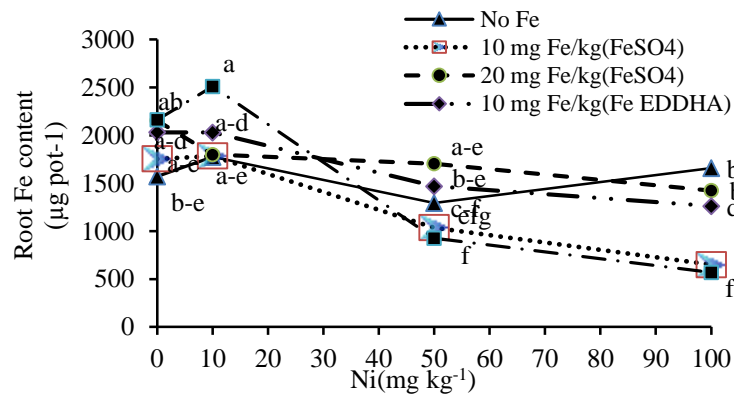 No Fe
10 mg Fe/kg(FeSO4)
20 mg Fe/kg(FeSO4)
10 mg Fe/kg(Fe EDDHA)
Root Fe content
(µg pot-1)
3000
2500
2000
1500
1000
500
0
ab
a
a-d
a-d
a-e
a-e
b-e
a-e
b-e
c-f
efg
f
b
b
d
f
0 10 20 30 40 50 60 70 80 90 100
Ni(mg kg-1)